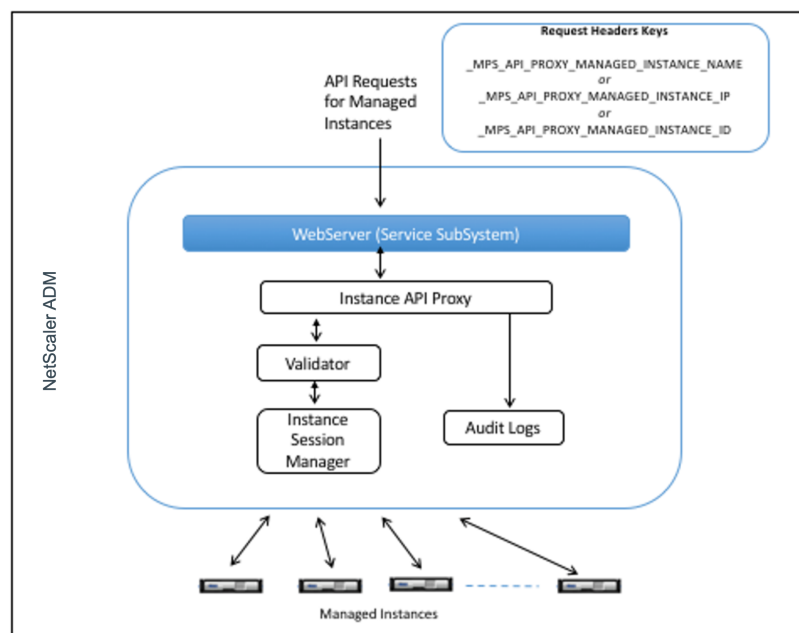 Request Headers Keys
_MPS_API_PROXY_MANAGED_INSTANCE_NAME
or
_MPS_API_PROXY_MANAGED_INSTANCE_IP
or
_MPS_API_PROXY_MANAGED_INSTANCE_ID
API Requests
for Managed
Instances
WebServer (Service SubSystem)
Instance API Proxy
Validator
Instance
Session
Manager
Audit Logs
NetScaler ADM
Managed Instances